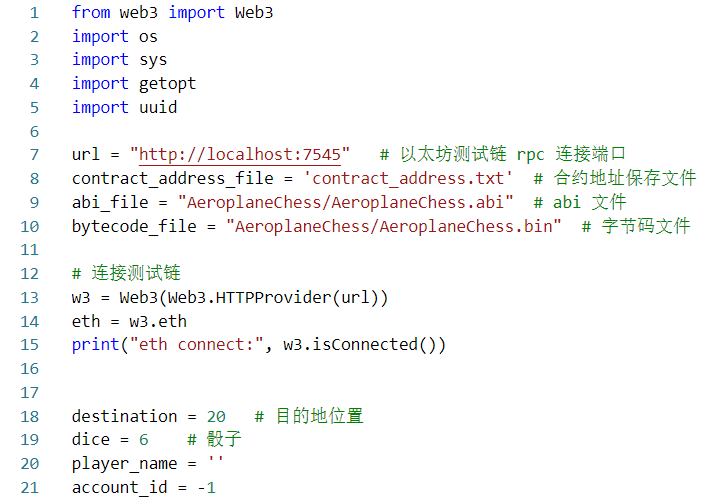 1 from web3 import Web3
2 import os
3 import sys
4 import getopt
5 import uuid
6
7 url = "http://localhost:7545"   # 以太坊测试链 rpc 连接端口
8 contract_address_file = 'contract_address.txt'  # 合约地址保存文件
9 abi_file = "AeroplaneChess/AeroplaneChess.abi"  # abi 文件
10 bytecode_file = "AeroplaneChess/AeroplaneChess.bin"  # 字节码文件
11
12 # 连接测试链
13 w3 = Web3(Web3.HTTPProvider(url))
14 eth = w3.eth
15 print("eth connect:", w3.isConnected())
16
17
18 destination = 20   # 目的地位置
19 dice = 6    # 骰子
20 player_name = ''
21 account_id = -1